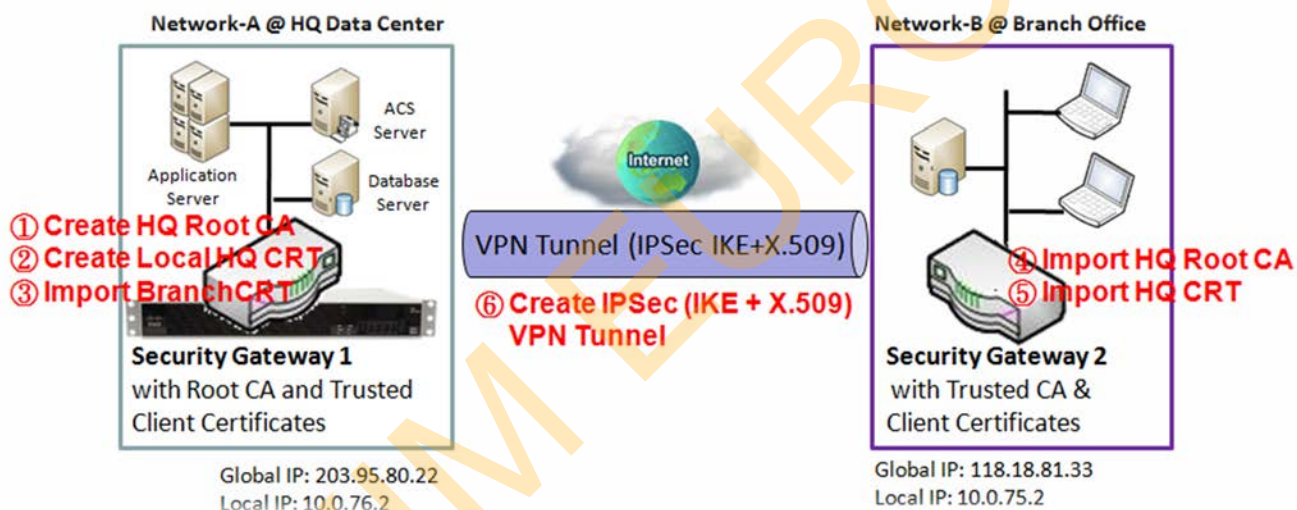 Network-A @ HQ Data Center
Application
Server
ACS
Server
Database
Server
① Create HQ Root CA
② Create Local HQ CRT
③ Import BranchCRT
Security Gateway 1
with Root CA and Trusted
Client Certificates
Global IP: 203.95.80.22
Local IP: 10.0.76.2
Internet
VPN Tunnel (IPSec IKE+X.509)
⑥ Create IPSec (IKE + X.509)
VPN Tunnel
Network-B @ Branch Office
④ Import HQ Root CA
⑤ Import HQ CRT
Security Gateway 2
with Trusted CA &
Client Certificates
Global IP: 118.18.81.33
Local IP: 10.0.75.2
IM EURO